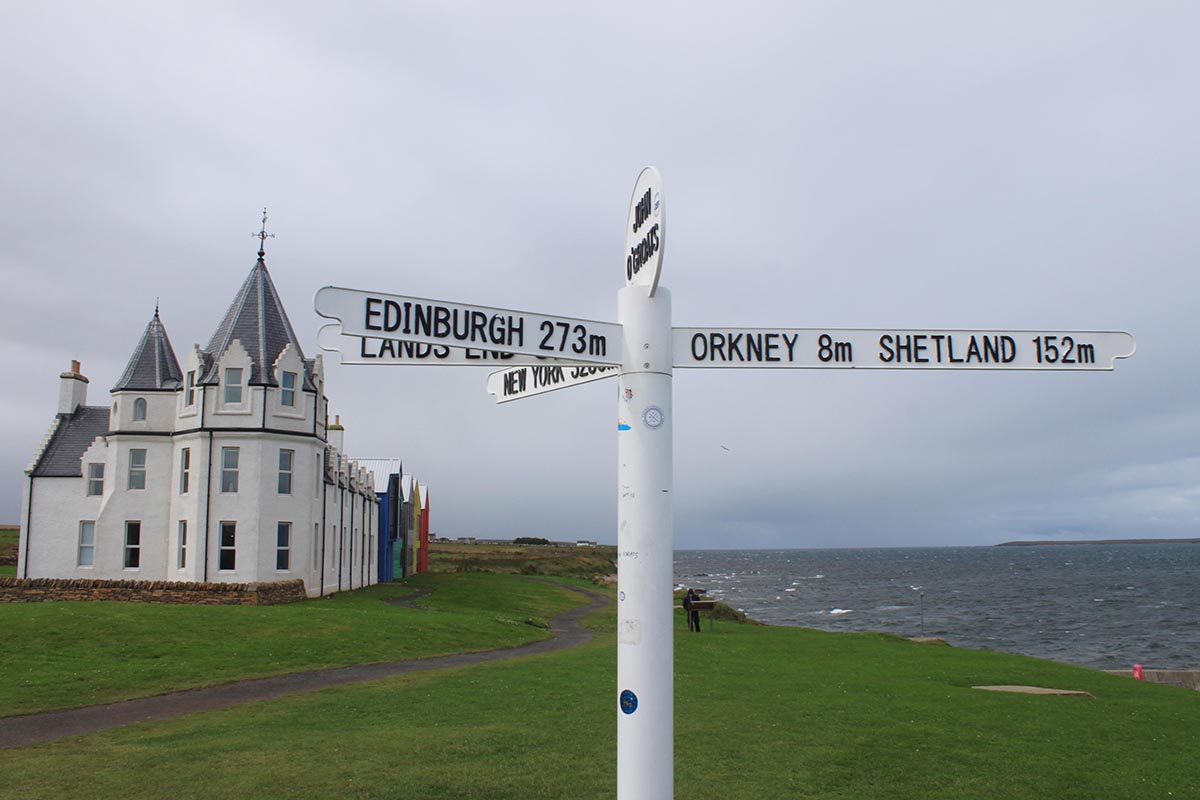 JOHN
O'GROATS
EDINBURGH 273m
LANDS END
NEW YORK
ORKNEY 8m SHETLAND 152m